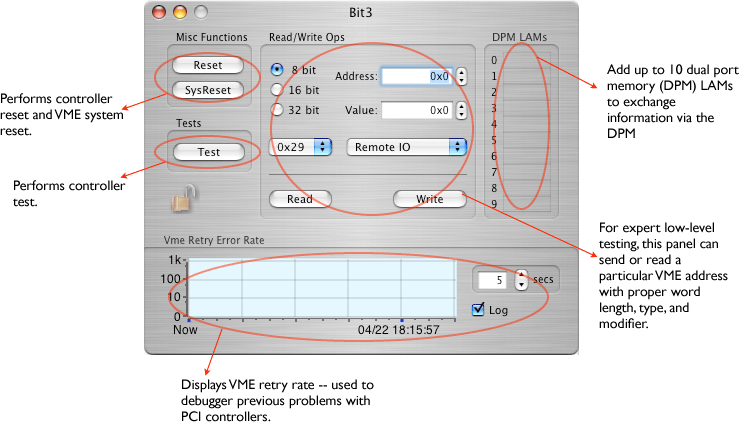 Bit3
Misc Functions
Reset
SysReset
Tests
Test
Read/Write Ops
8 bit
16 bit
32 bit
Address:
0x0
Value:
0x0
0x29
Remote IO
Read
Write
DPM LAMs
0
1
2
3
4
5
6
7
8
9
Vme Retry Error Rate
1k
100
10
0
Now
04/22 18:15:57
5
secs
Log
Performs controller
reset and VME system
reset.
Performs controller
test.
Add up to 10 dual port
memory (DPM) LAMs
to exchange
information via the
DPM
For expert low-level
testing, this panel can
send or read a
particular VME address
with proper word
length, type, and
modifier.
Displays VME retry rate -- used to
debugger previous problems with
PCI controllers.